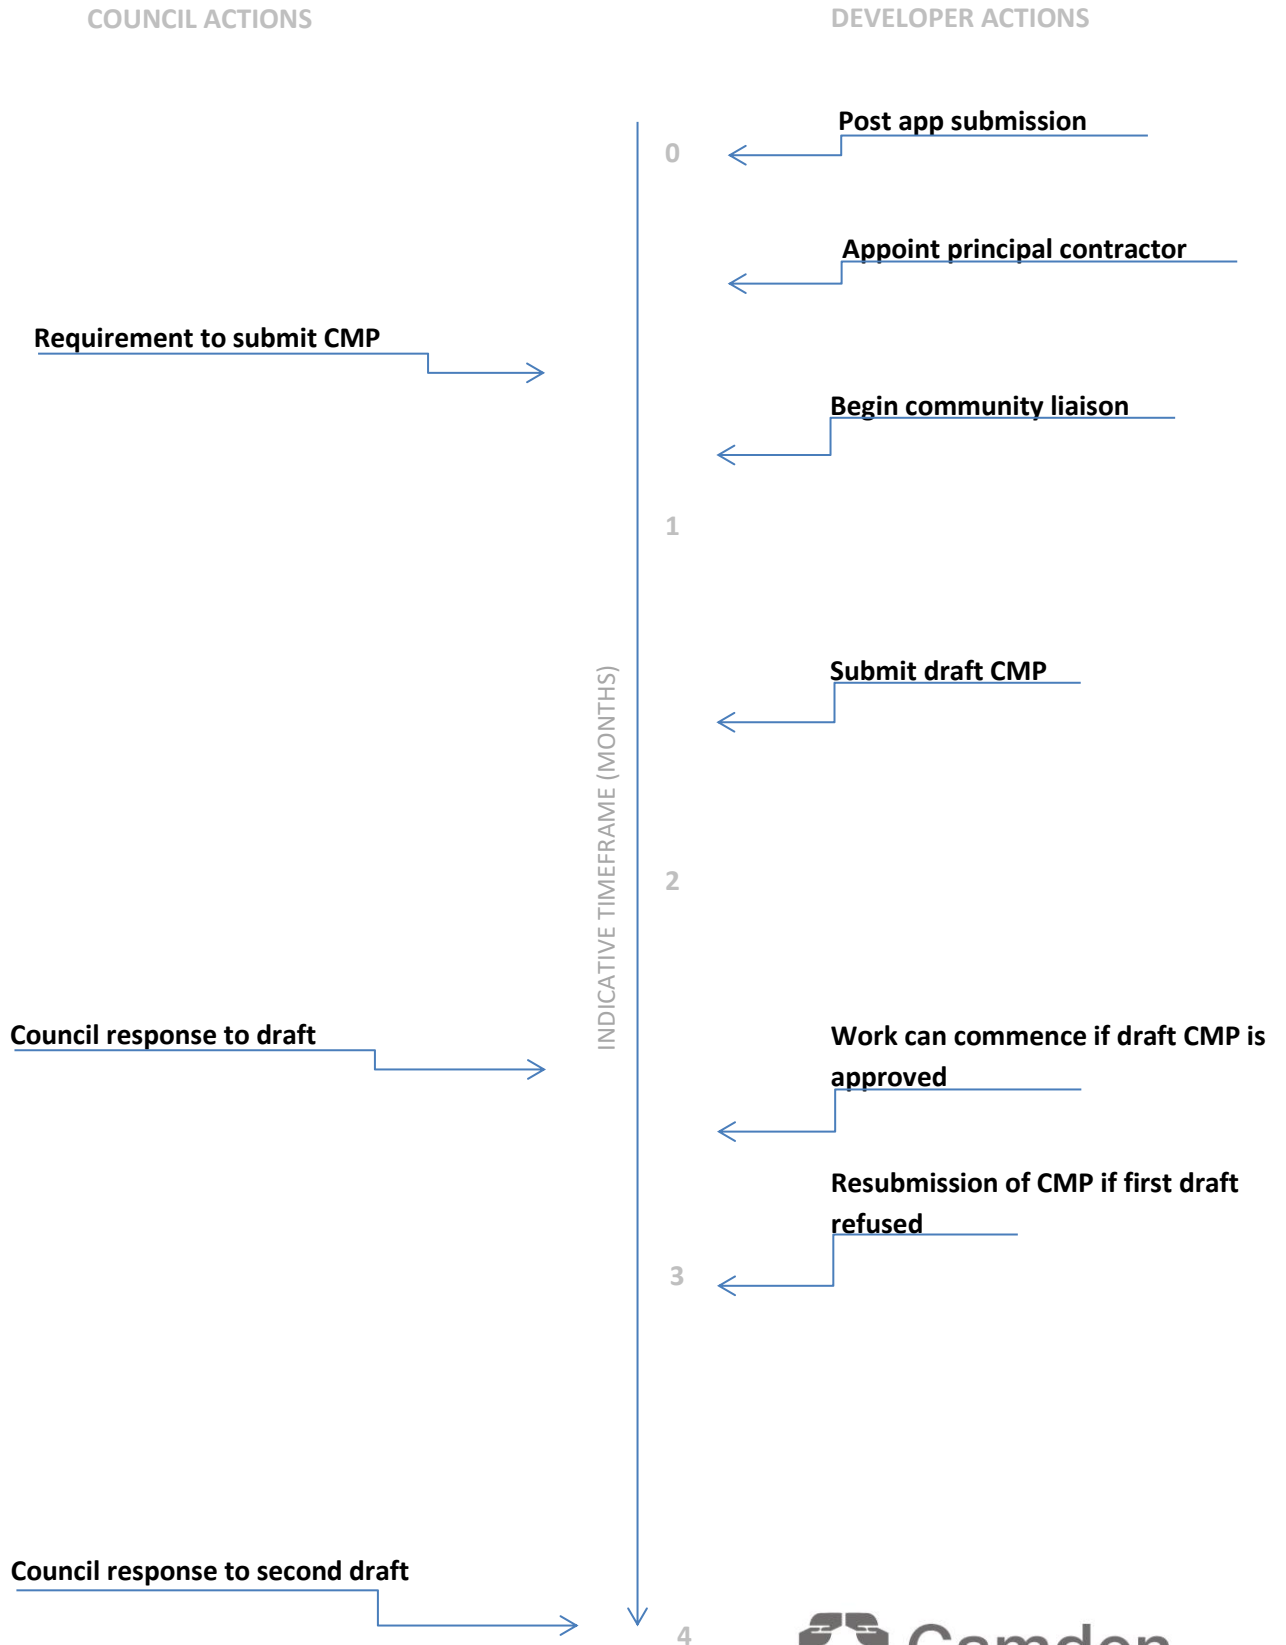 COUNCIL ACTIONS
DEVELOPER ACTIONS
Post app submission
0
Appoint principal contractor
Requirement to submit CMP
Begin community liaison
1
Submit draft CMP
INDICATIVE TIMEFRAME (MONTHS)
2
Council response to draft
Work can commence if draft CMP is
approved
Resubmission of CMP if first draft
refused
3
Council response to second draft
4
Camden